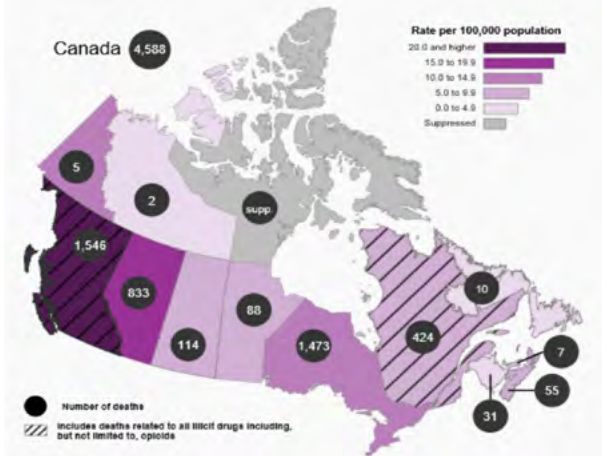 Canada 4,588
Rate per 100,000 population
20.0 and higher
15.0 to 19.9
10.0 to 14.9
5.0 to 9.9
0.0 to 4.9
Suppressed
5
2
supp.
1,546
833
114
88
1,473
424
10
7
55
31
Number of deaths
Includes deaths related to all illicit drugs including,
but not limited to, opioids